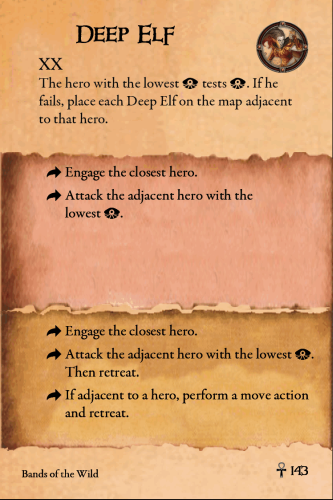 Deep Elf
XX
The hero with the lowest tests . If he
fails, place each Deep Elf on the map adjacent
to that hero.
Engage the closest hero.
Attack the adjacent hero with the
lowest .
Engage the closest hero.
Attack the adjacent hero with the lowest .
Then retreat.
If adjacent to a hero, perform a move action
and retreat.
Bands of the Wild
143